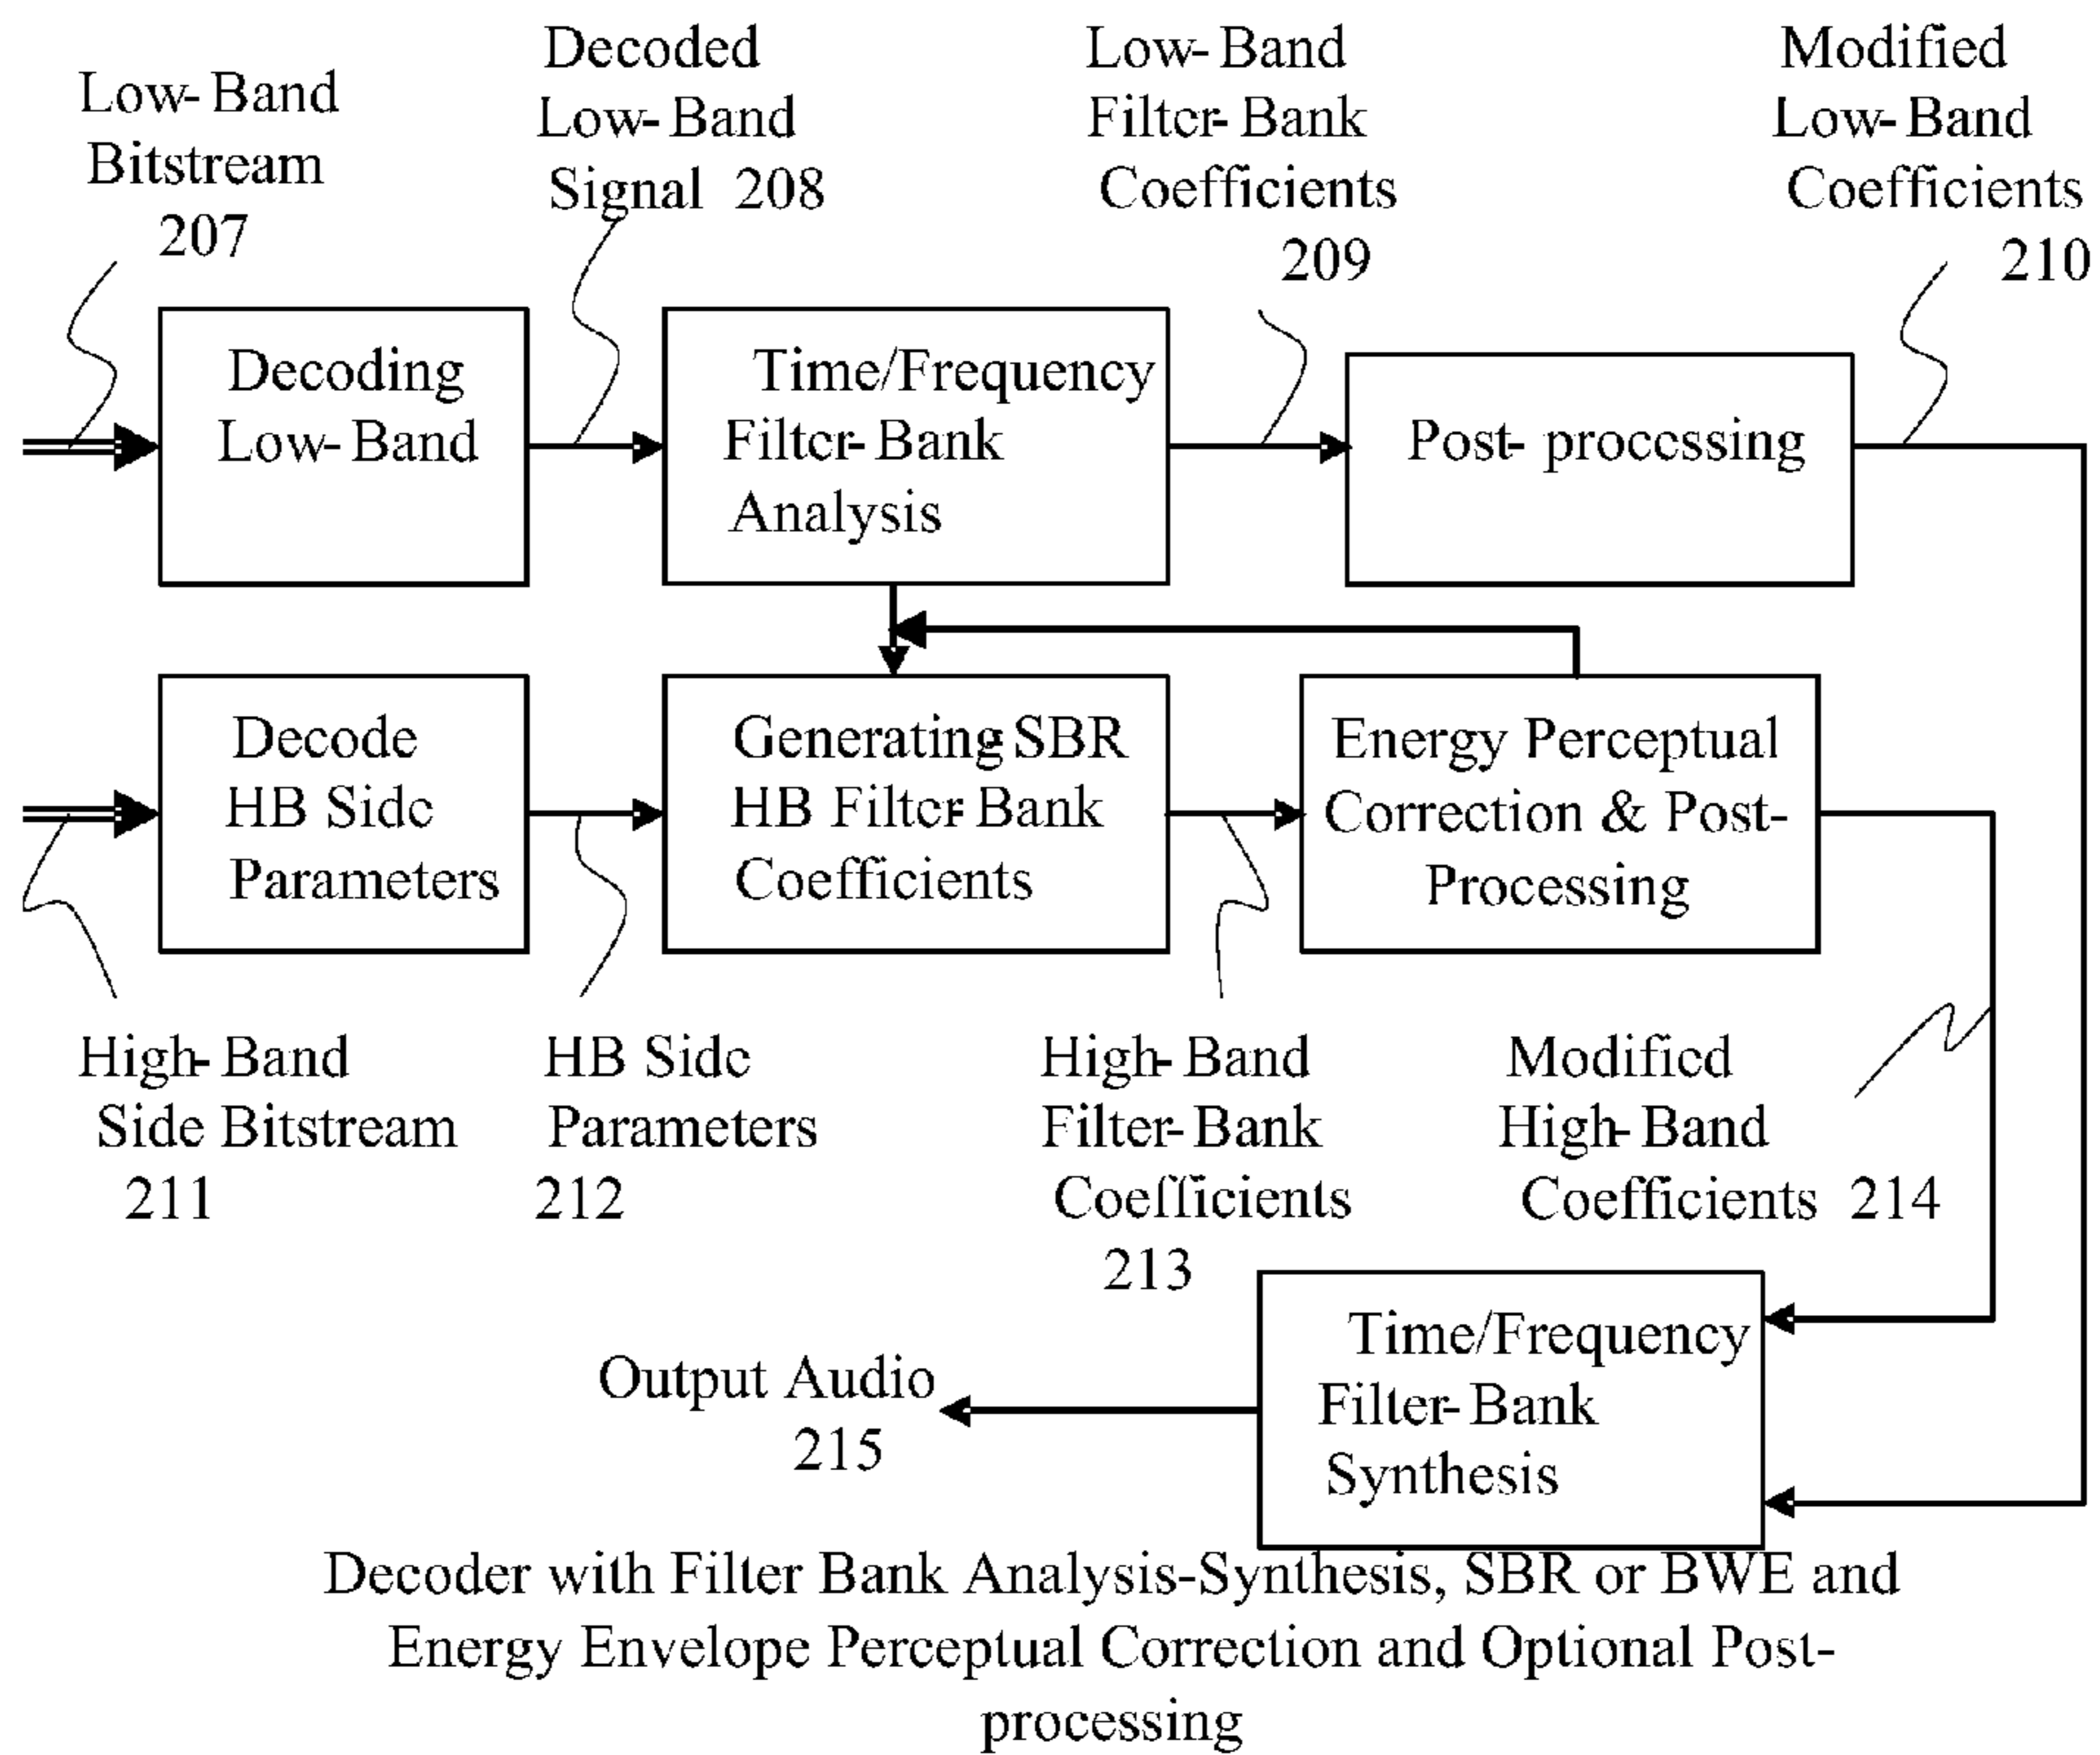 Low-Band
Bitstream
207
Decoded
Low-Band
Signal 208
Low-Band
Filter-Bank
Coefficients
209
Modified
Low-Band
Coefficients
210
Decoding
Low-Band
Time/Frequency
Filter-Bank
Analysis
Post-processing
Decode
HB Side
Parameters
Generating SBR
HB Filter-Bank
Coefficients
Energy Perceptual
Correction & Post-
Processing
High-Band
Side Bitstream
211
HB Side
Parameters
212
High-Band
Filter-Bank
Coefficients
213
Modified
High-Band
Coefficients 214
Time/Frequency
Filter-Bank
Synthesis
Output Audio
215
Decoder with Filter Bank Analysis-Synthesis, SBR or BWE and
Energy Envelope Perceptual Correction and Optional Post-
processing